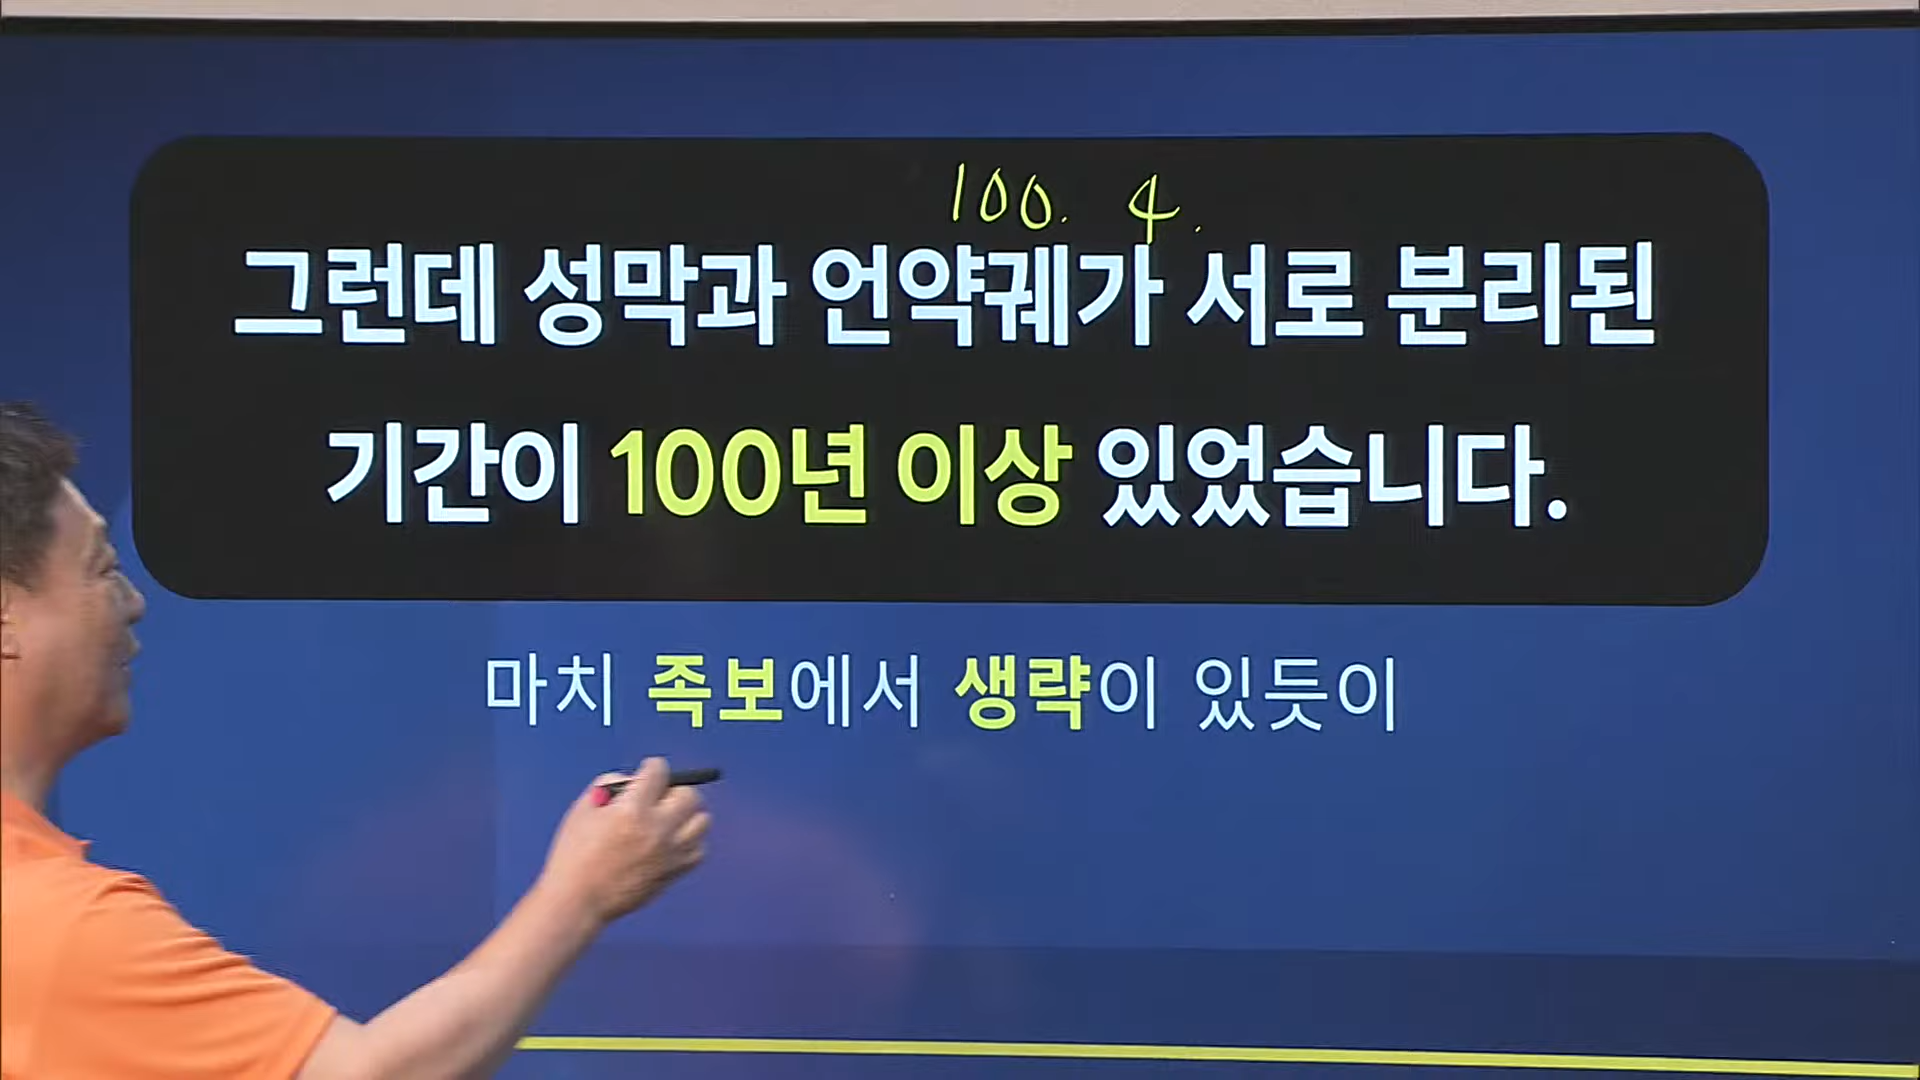 100. 4.
그런데 성막과 언약궤가 서로 분리된
기간이 100년 이상 있었습니다.
마치 족보에서 생략이 있듯이